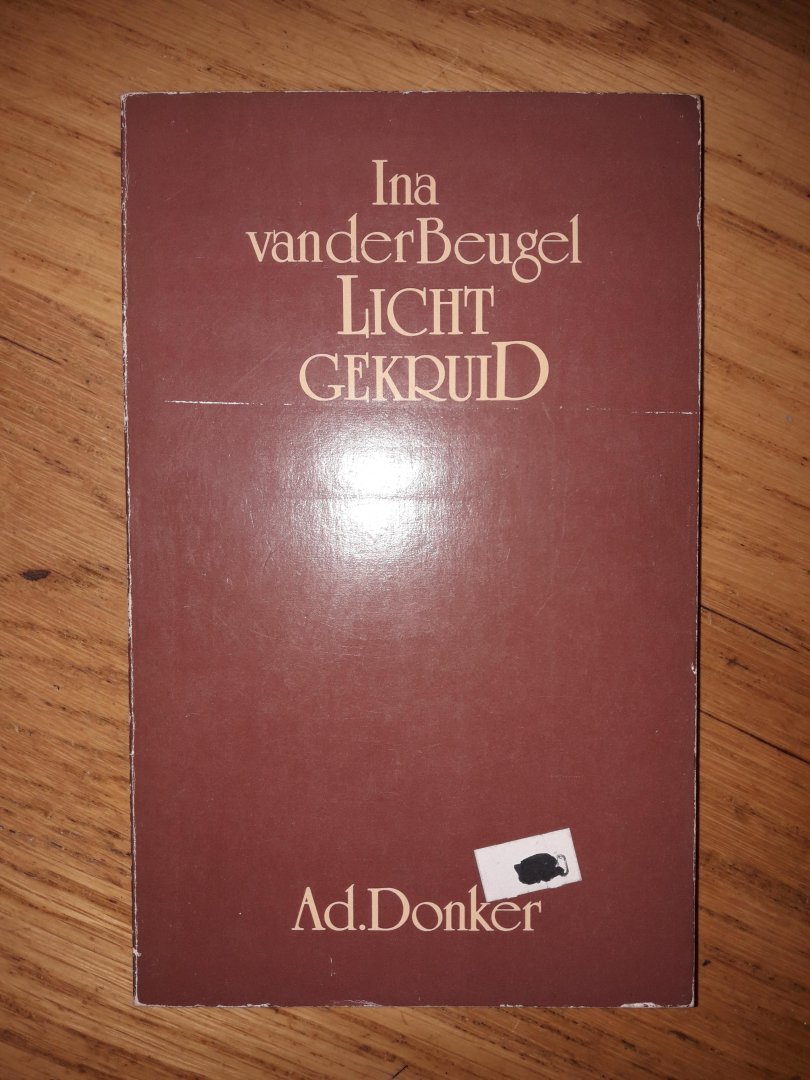 Ina
van der Beugel
LICHT
GEKRUID
Ad. Donker